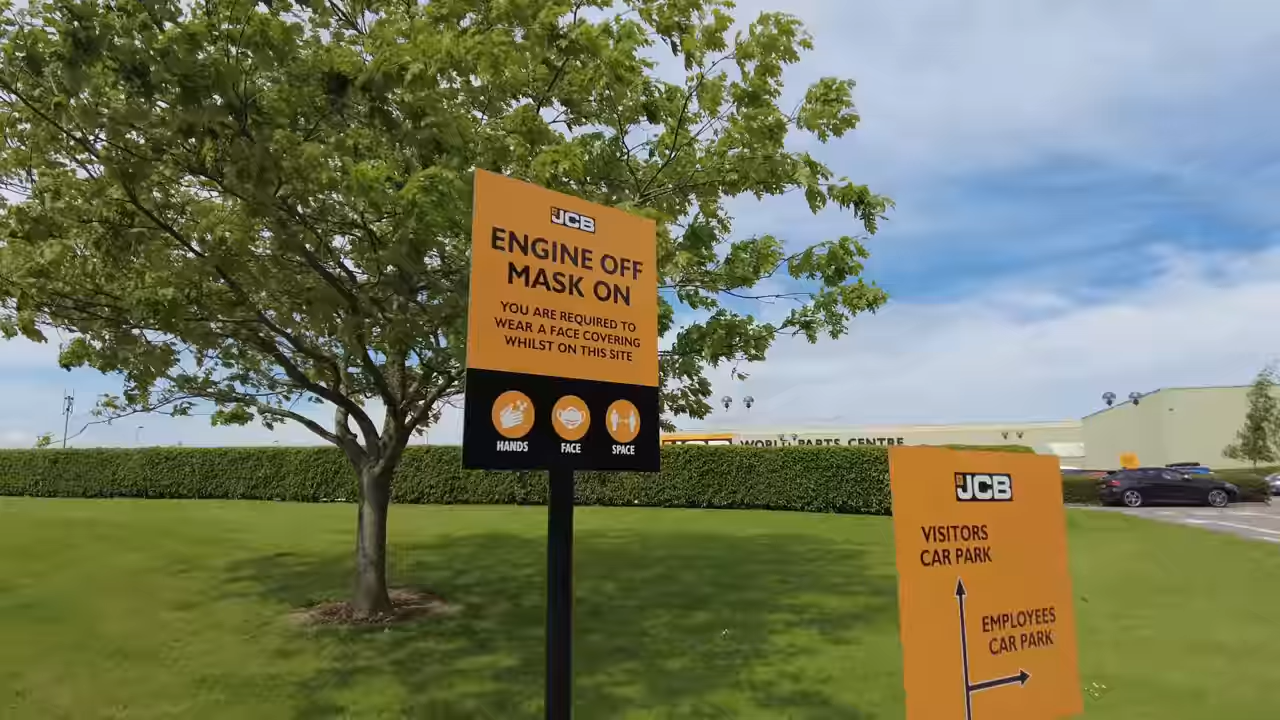 JCB
ENGINE OFF
MASK ON
YOU ARE REQUIRED TO
WEAR A FACE COVERING
WHILST ON THIS SITE
HANDS FACE SPACE
WORLD PARTS CENTRE
JCB
VISITORS
CAR PARK
EMPLOYEES
CAR PARK